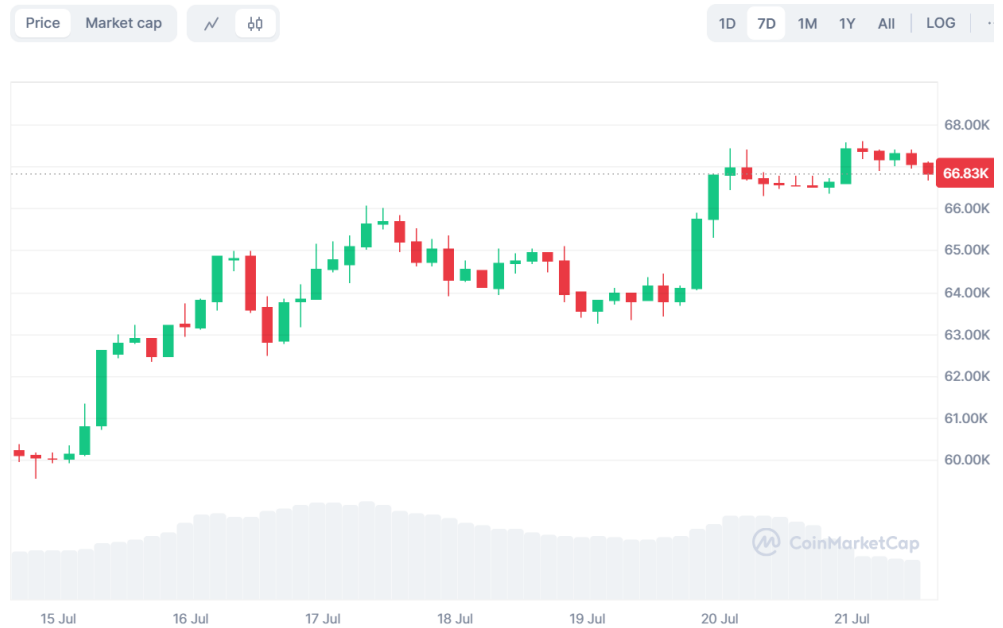 Price Market cap 1D 7D 1M 1Y All LOG
68.00K
66.83K
66.00K
65.00K
64.00K
63.00K
62.00K
61.00K
60.00K
CoinMarketCap
15 Jul 16 Jul 17 Jul 18 Jul 19 Jul 20 Jul 21 Jul